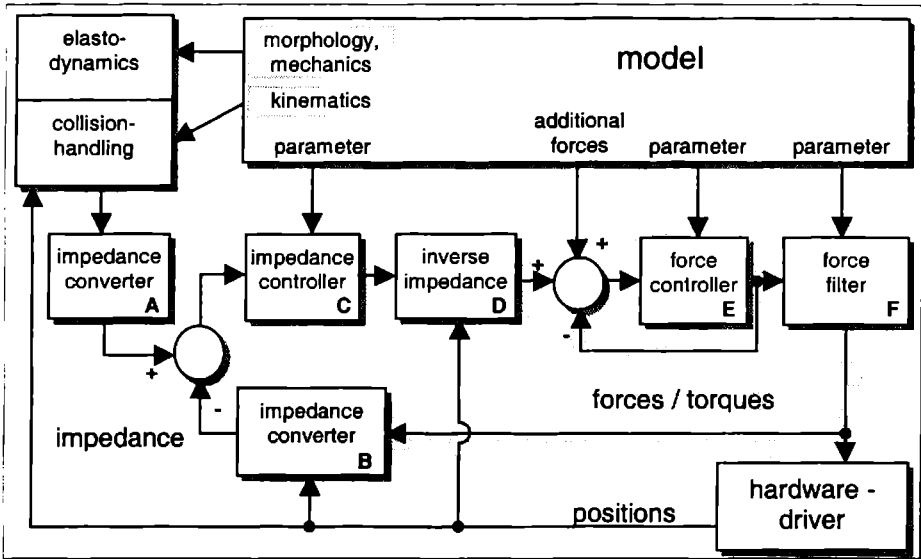 elasto-
dynamics
collision-
handling
morphology,
mechanics
kinematics
parameter
model
additional
forces
parameter
parameter
impedance
converter
A
impedance
controller
C
inverse
impedance
D
+
+
-
force
controller
E
force
filter
F
+
-
impedance
impedance
converter
B
forces / torques
positions
hardware -
driver